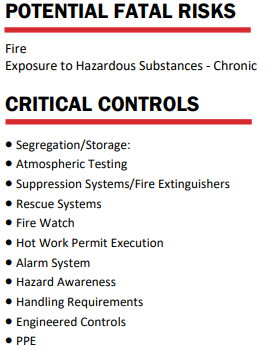 POTENTIAL FATAL RISKS
Fire
Exposure to Hazardous Substances - Chronic
CRITICAL CONTROLS
• Segregation/Storage:
• Atmospheric Testing
• Suppression Systems/Fire Extinguishers
• Rescue Systems
• Fire Watch
• Hot Work Permit Execution
• Alarm System
• Hazard Awareness
• Handling Requirements
• Engineered Controls
• PPE